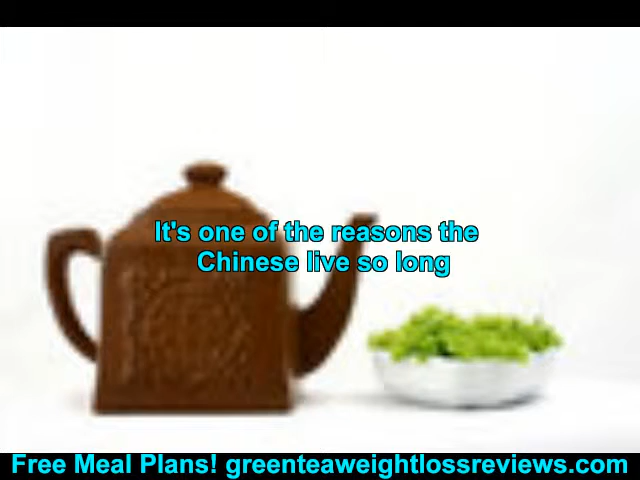 It's one of the reasons the
Chinese live so long
Free Meal Plans! greenteaweightlossreviews.com